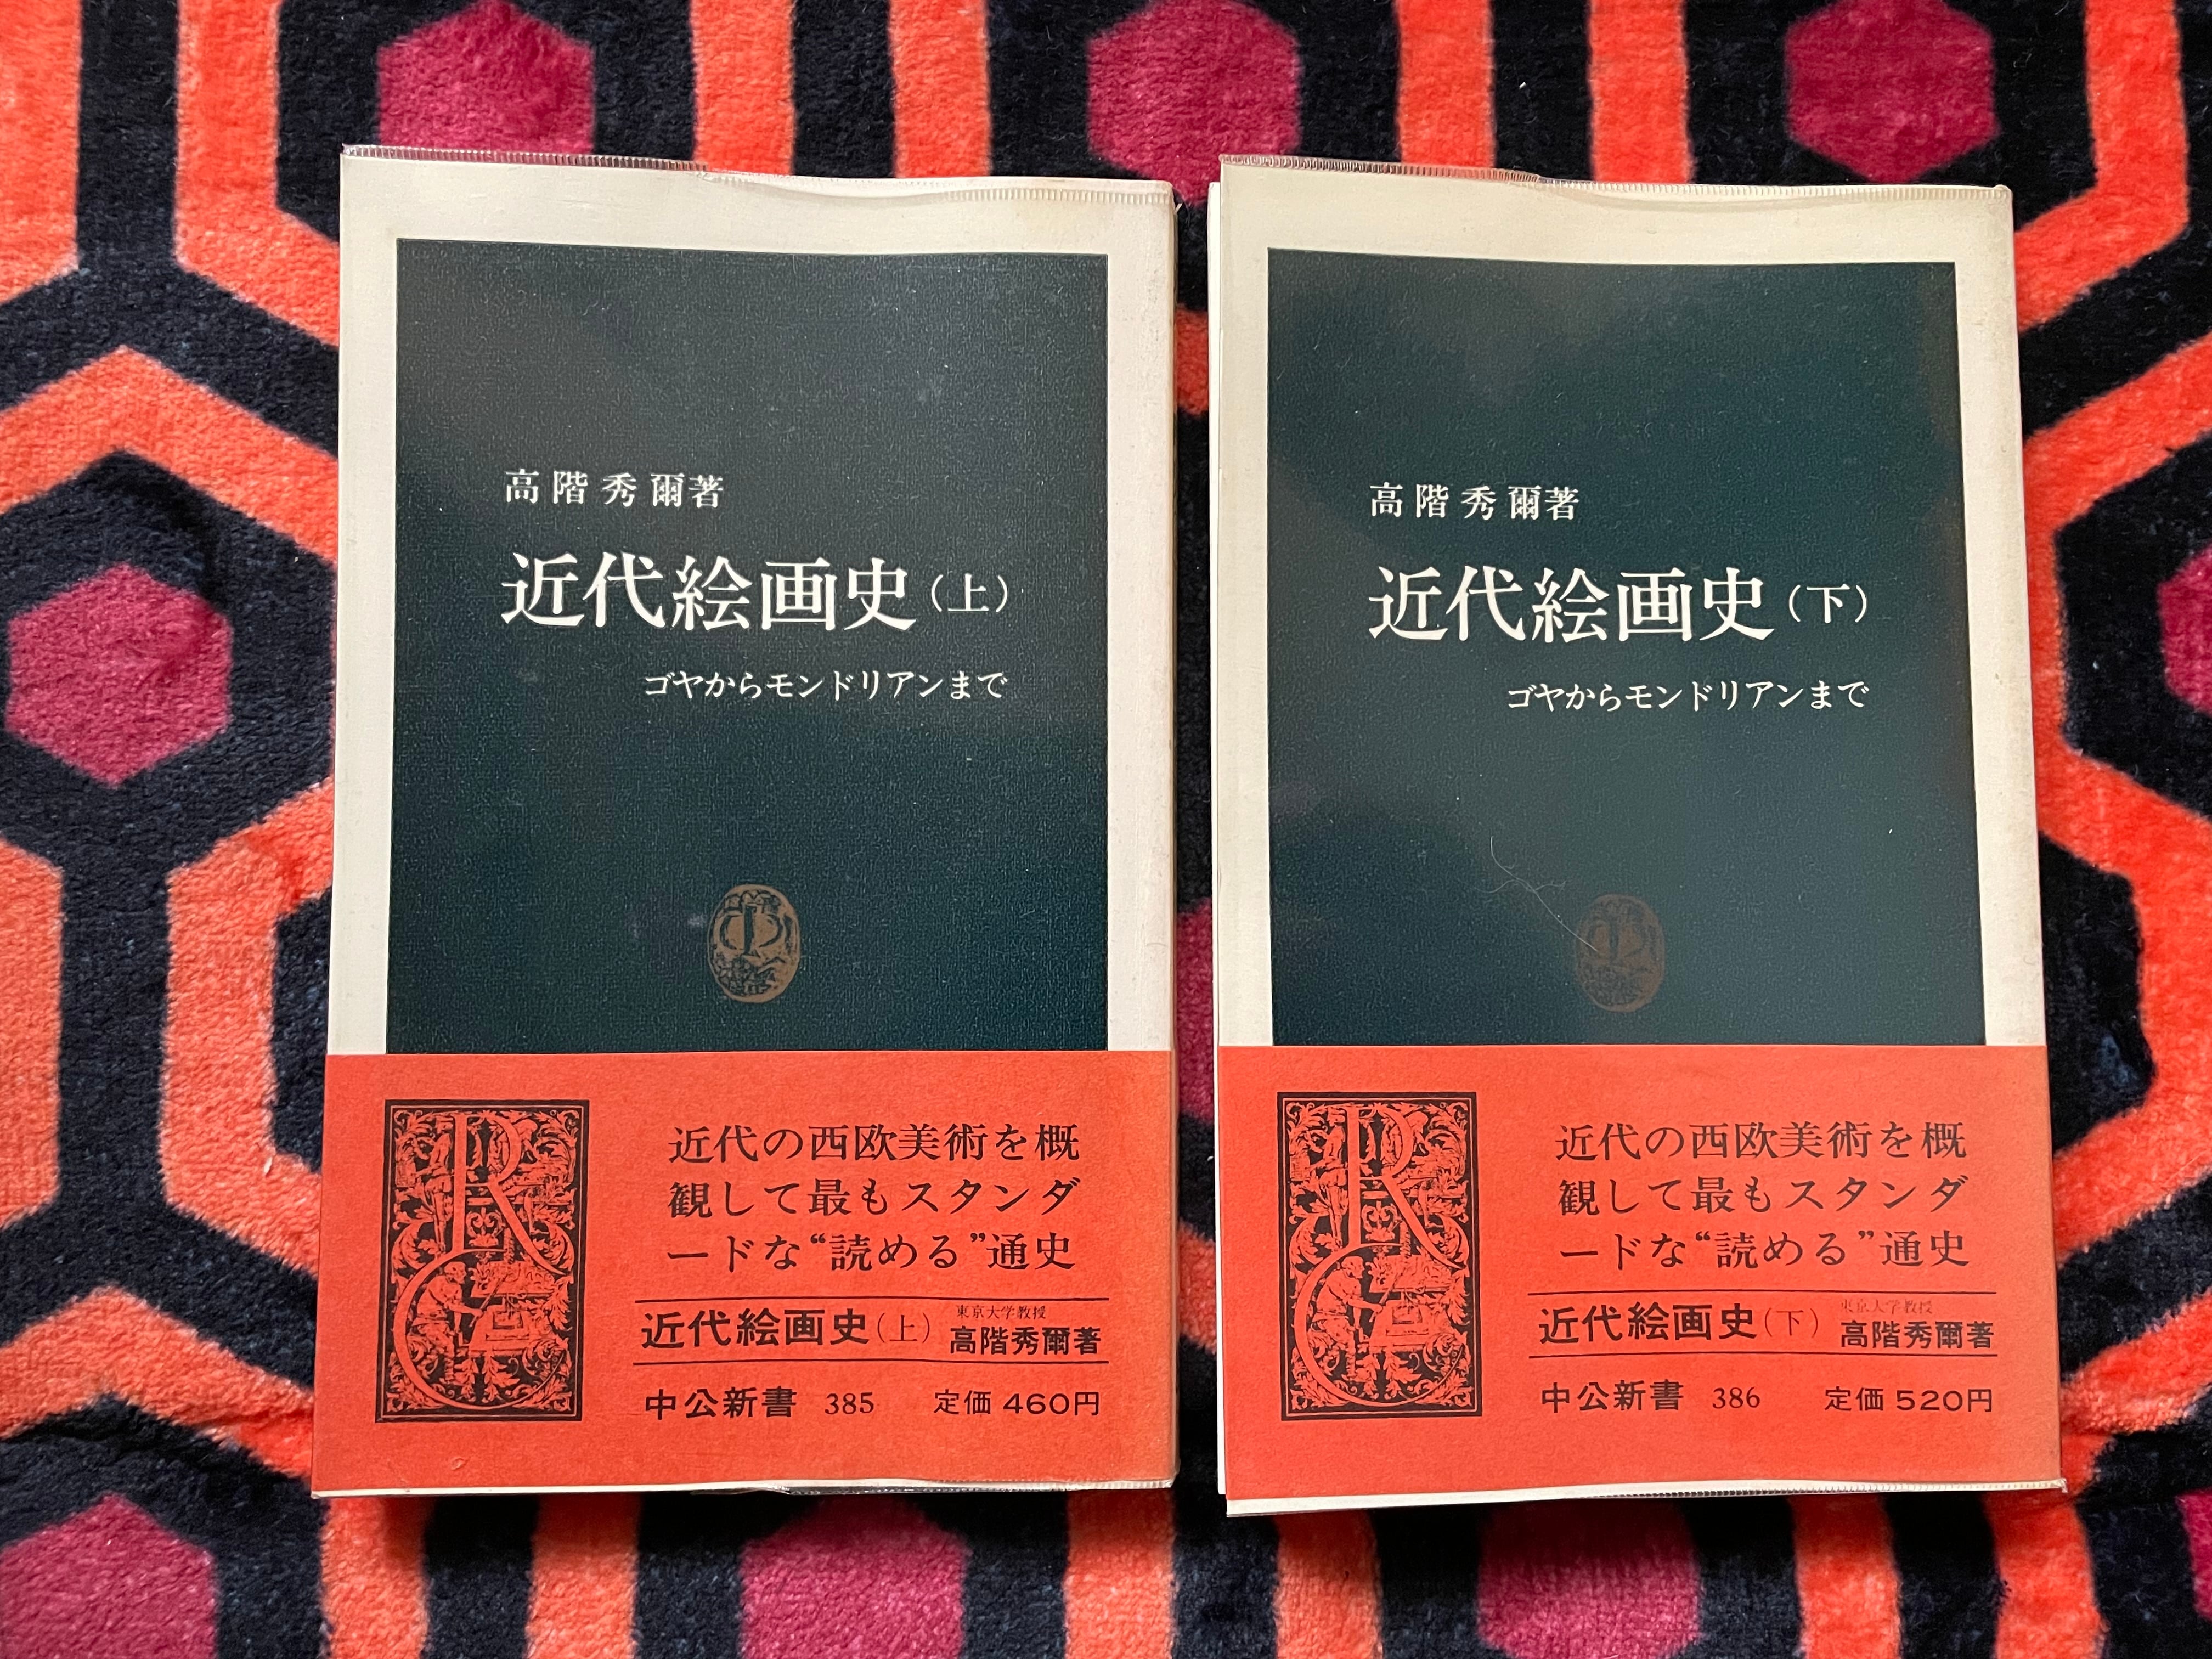 高階秀爾著
近代絵画史（上）
ゴヤからモンドリアンまで
近代の西欧美術を概
観して最もスタンダ
ードな“読める”通史
近代絵画史（上）
東京大学教授
高階秀爾著
中公新書 385 定価 460円
高階秀爾著
近代絵画史（下）
ゴヤからモンドリアンまで
近代の西欧美術を概
観して最もスタンダ
ードな“読める”通史
近代絵画史（下）
東京大学教授
高階秀爾著
中公新書 386 定価 520円